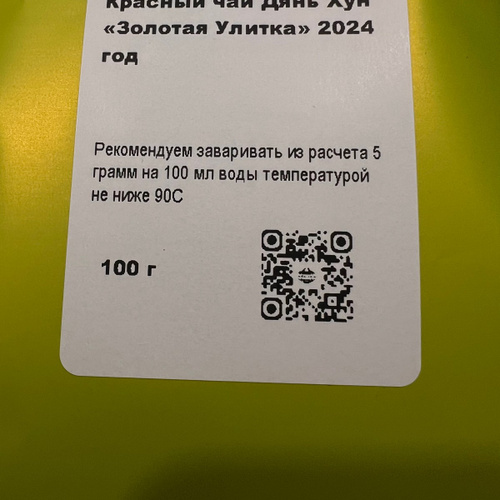 Красный чай Дянь Хун
«Золотая Улитка» 2024
год
Рекомендуем заваривать из расчета 5
грамм на 100 мл воды температурой
не ниже 90С
100 г